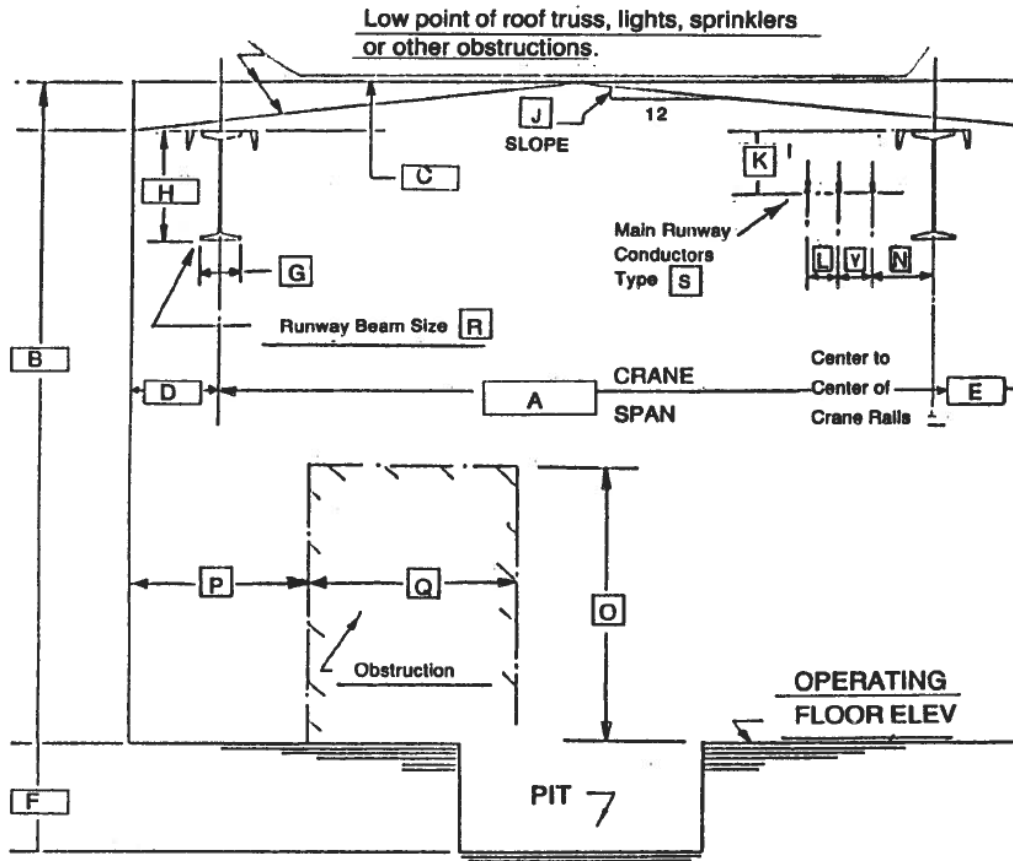 Low point of roof truss, lights, sprinklers
or other obstructions.
J
12
SLOPE
K
H
C
Main Runway
Conductors
Type S
L Y N
G
Runway Beam Size R
B
D
A
CRANE
SPAN
Center to
Center of
Crane Rails
E
P
Q
O
Obstruction
OPERATING
FLOOR ELEV
F
PIT